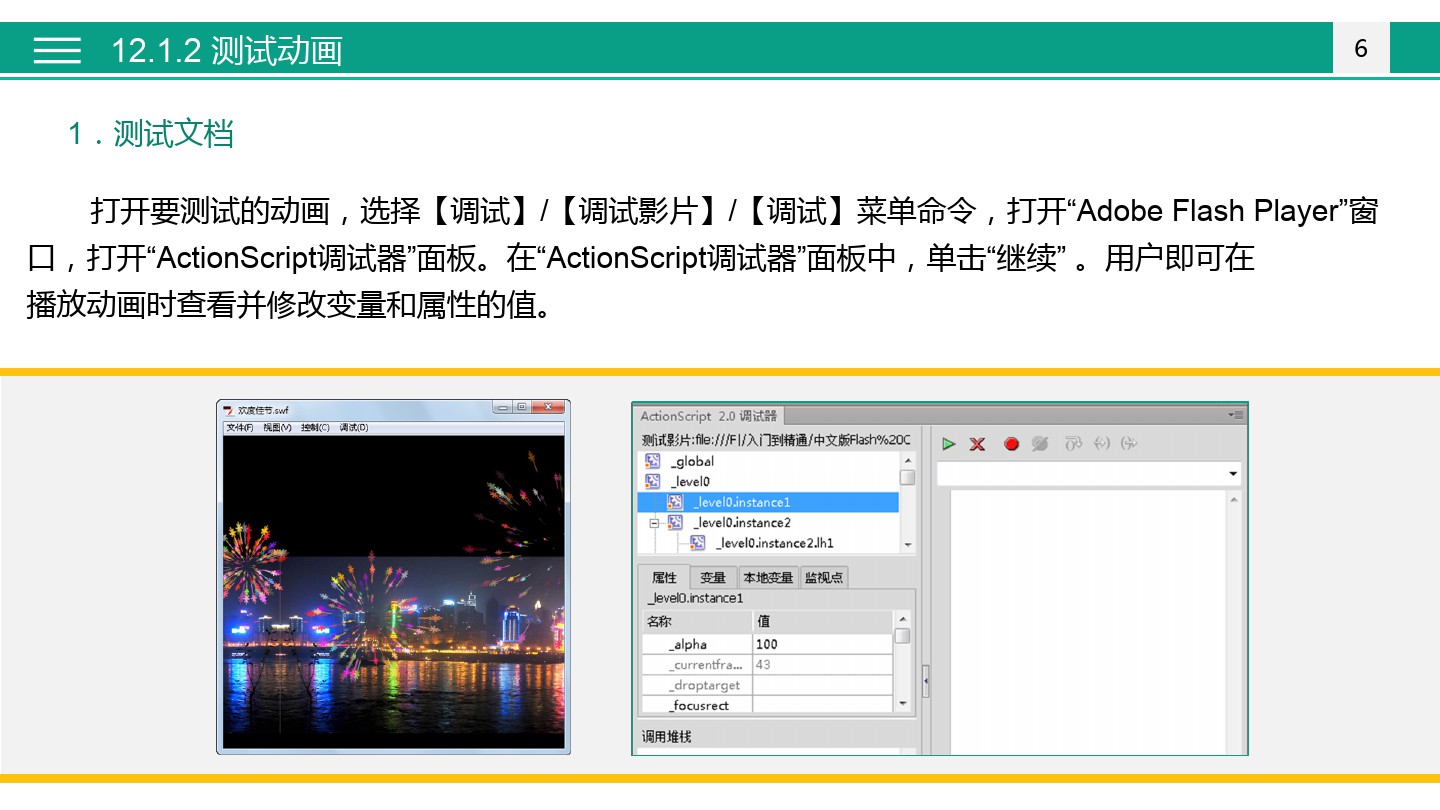 12.1.2 测试动画
6
1．测试文档
打开要测试的动画，选择【调试】/【调试影片】/【调试】菜单命令，打开“Adobe Flash Player”窗
口，打开“ActionScript调试器”面板。在“ActionScript调试器”面板中，单击“继续” 。用户即可在
播放动画时查看并修改变量和属性的值。
欢度佳节.swf
文件(F) 视图(V) 控制(C) 调试(D)
ActionScript 2.0 调试器
测试影片:file:///F|/入门到精通/中文版Flash%20C
_global
_level0
_level0.instance1
_level0.instance2
_level0.instance2.lh1
属性 变量 本地变量 监视点
_level0.instance1
名称 值
_alpha 100
_currentfra... 43
_droptarget
_focusrect
调用堆栈